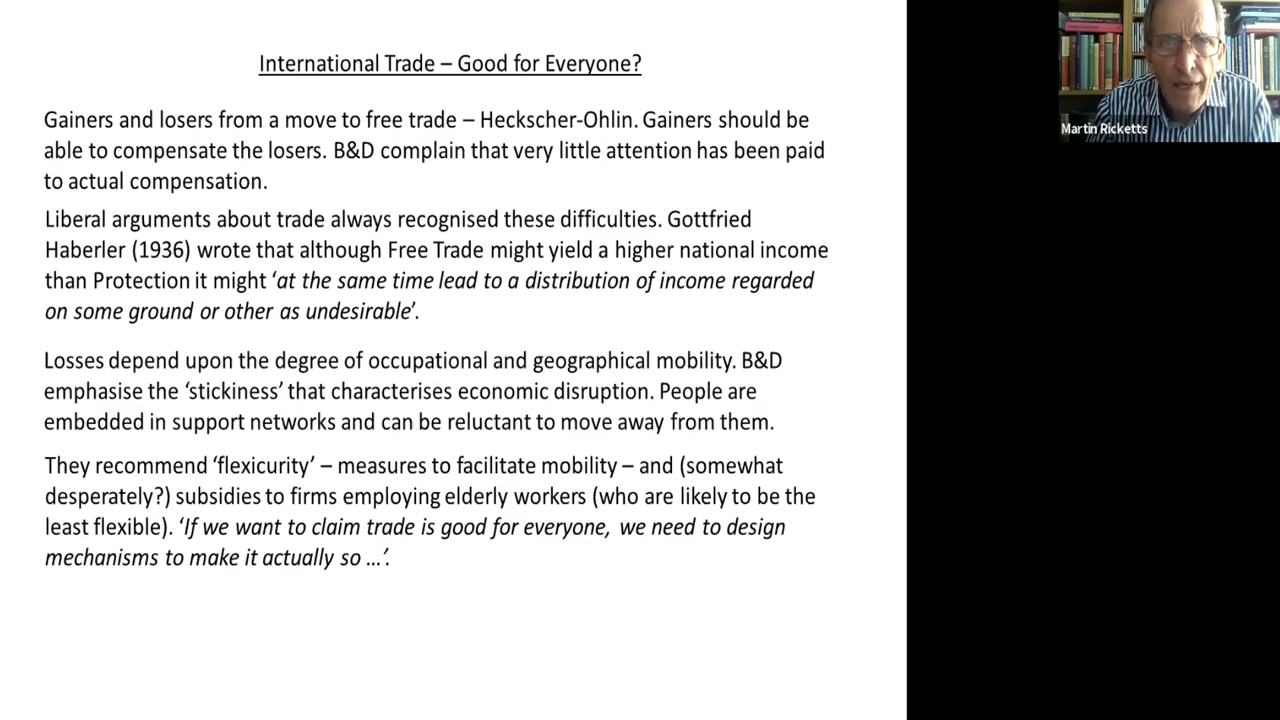 International Trade – Good for Everyone?
Gainers and losers from a move to free trade – Heckscher-Ohlin. Gainers should be
able to compensate the losers. B&D complain that very little attention has been paid
to actual compensation.
Liberal arguments about trade always recognised these difficulties. Gottfried
Haberler (1936) wrote that although Free Trade might yield a higher national income
than Protection it might ‘at the same time lead to a distribution of income regarded
on some ground or other as undesirable’.
Losses depend upon the degree of occupational and geographical mobility. B&D
emphasise the ‘stickiness’ that characterises economic disruption. People are
embedded in support networks and can be reluctant to move away from them.
They recommend ‘flexicurity’ – measures to facilitate mobility – and (somewhat
desperately?) subsidies to firms employing elderly workers (who are likely to be the
least flexible). ‘If we want to claim trade is good for everyone, we need to design
mechanisms to make it actually so …’.
Martin Ricketts